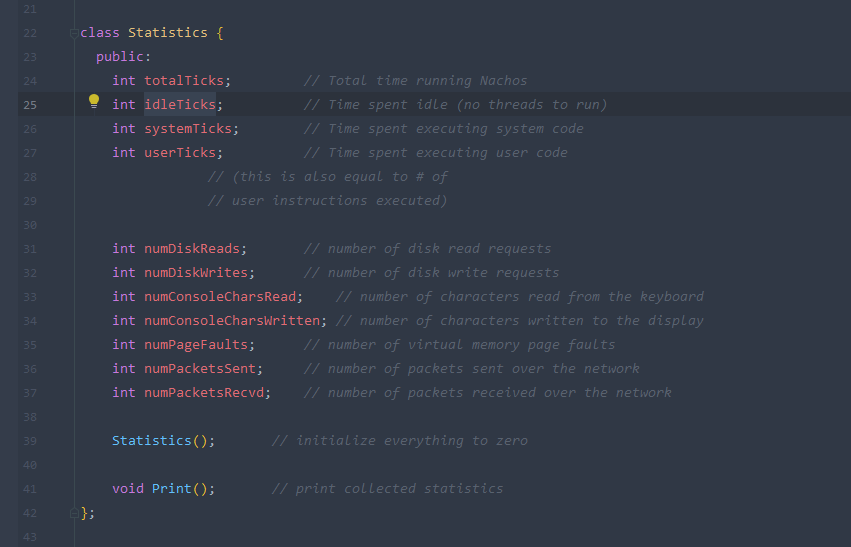 21
22 class Statistics {
23 public:
24 int totalTicks; // Total time running Nachos
25 int idleTicks; // Time spent idle (no threads to run)
26 int systemTicks; // Time spent executing system code
27 int userTicks; // Time spent executing user code
28 // (this is also equal to # of
29 // user instructions executed)
30
31 int numDiskReads; // number of disk read requests
32 int numDiskWrites; // number of disk write requests
33 int numConsoleCharsRead; // number of characters read from the keyboard
34 int numConsoleCharsWritten; // number of characters written to the display
35 int numPageFaults; // number of virtual memory page faults
36 int numPacketsSent; // number of packets sent over the network
37 int numPacketsRecvd; // number of packets received over the network
38
39 Statistics(); // initialize everything to zero
40
41 void Print(); // print collected statistics
42 };
43